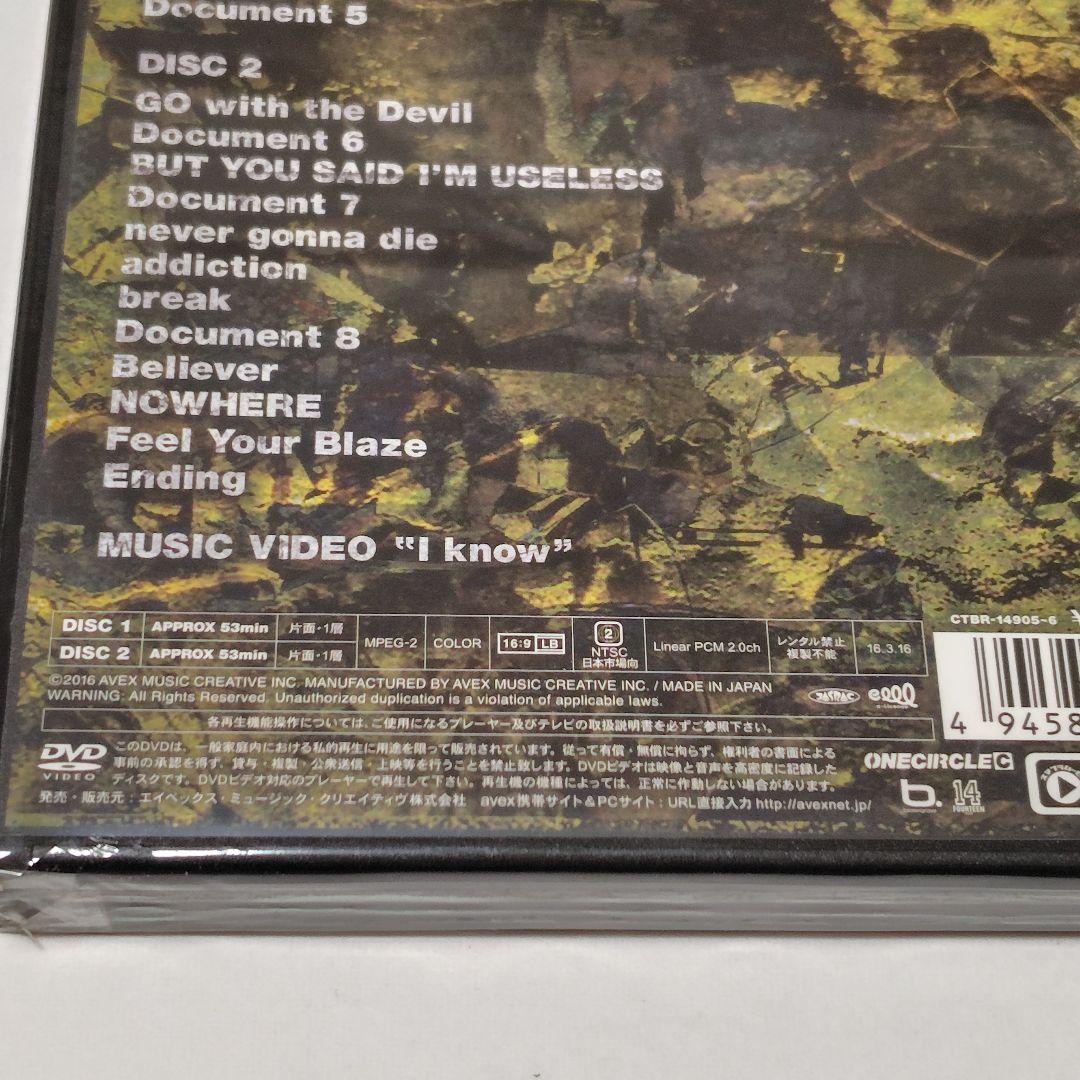 Document 5
DISC 2
GO with the Devil
Document 6
BUT YOU SAID I'M USELESS
Document 7
never gonna die
addiction
break
Document 8
Believer
NOWHERE
Feel Your Blaze
Ending
MUSIC VIDEO “I know”
DISC 1 APPROX 53min 片面・1層
DISC 2 APPROX 53min 片面・1層
MPEG-2 COLOR 16:9 LB
2 NTSC 日本市場向
Linear PCM 2.0ch
レンタル禁止 複製不能
16.3.16
CTBR-14905~6
©2016 AVEX MUSIC CREATIVE INC. MANUFACTURED BY AVEX MUSIC CREATIVE INC. / MADE IN JAPAN
WARNING: All Rights Reserved. Unauthorized duplication is a violation of applicable laws.
JASRAC
4 9458
各再生機能操作については、ご使用になるプレーヤー及びテレビの取扱説明書を必ずご参照下さい。
DVD VIDEO
このDVDは、一般家庭内における私的再生に用途を限って販売されています。従って有償・無償に拘らず、権利者の書面による
事前の承認を得ず、貸与・複製・公衆送信・上映等を行うことを禁止致します。DVDビデオは映像と音声を高密度に記録した
ディスクです。DVDビデオ対応のプレーヤーで再生して下さい。再生機の機種によっては、正常に作動しない場合があります。
発売・販売元：エイベックス・ミュージック・クリエイティヴ株式会社 avex携帯サイト&PCサイト：URL直接入力 http://avexnet.jp/
ONECIRCLE C
b. 14 FOURTEEN